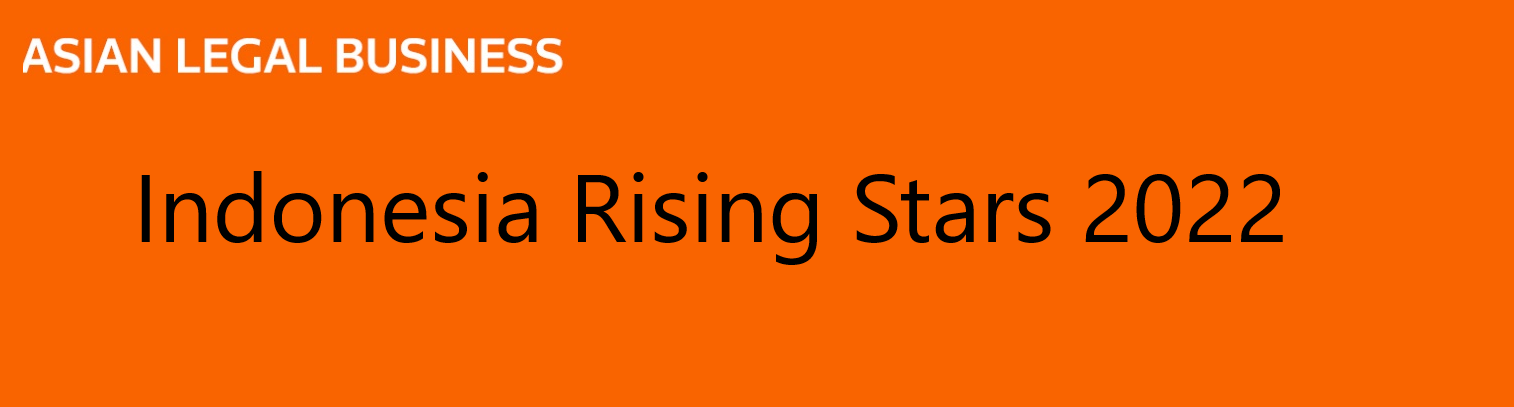 ASIAN LEGAL BUSINESS
Indonesia Rising Stars 2022